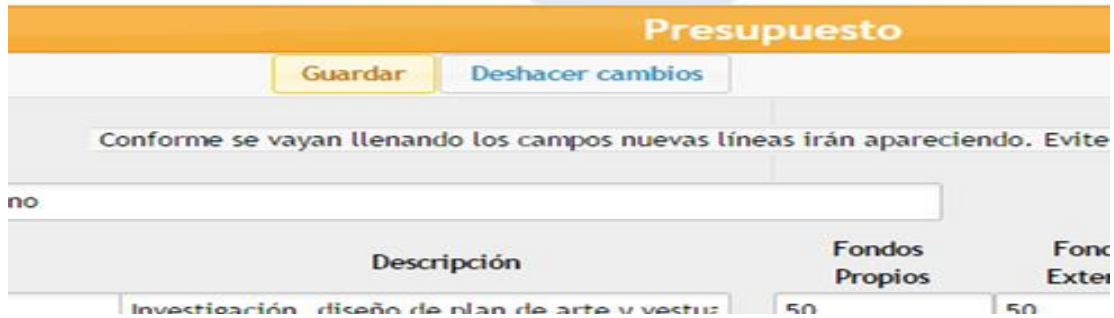 Presupuesto
Guardar Deshacer cambios
Conforme se vayan llenando los campos nuevas líneas irán apareciendo. Evite
no
Descripción Fondos Propios
Investigación, diseño de plan de arte y 50 50